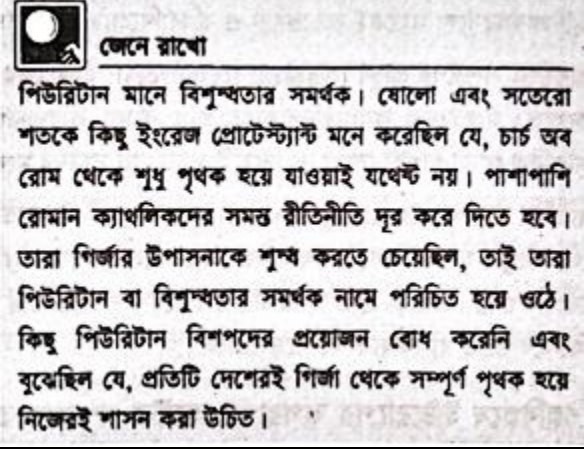 জেনে রাখো
পিউরিটান মানে বিশুদ্ধতার সমর্থক। ষোলো এবং সতেরো
শতকে কিছু ইংরেজ প্রোটেস্ট্যান্ট মনে করেছিল যে, চার্চ অব
রোম থেকে শুধু পৃথক হয়ে যাওয়াই যথেষ্ট নয়। পাশাপাশি
রোমান ক্যাথলিকদের সমস্ত রীতিনীতি দূর করে দিতে হবে।
তারা গির্জার উপাসনাকে শুদ্ধ করতে চেয়েছিল, তাই তারা
পিউরিটান বা বিশুদ্ধতার সমর্থক নামে পরিচিত হয়ে ওঠে।
কিছু পিউরিটান বিশপদের প্রয়োজন বোধ করেনি এবং
বুঝেছিল যে, প্রতিটি দেশেরই গির্জা থেকে সম্পূর্ণ পৃথক হয়ে
নিজেরই শাসন করা উচিত।